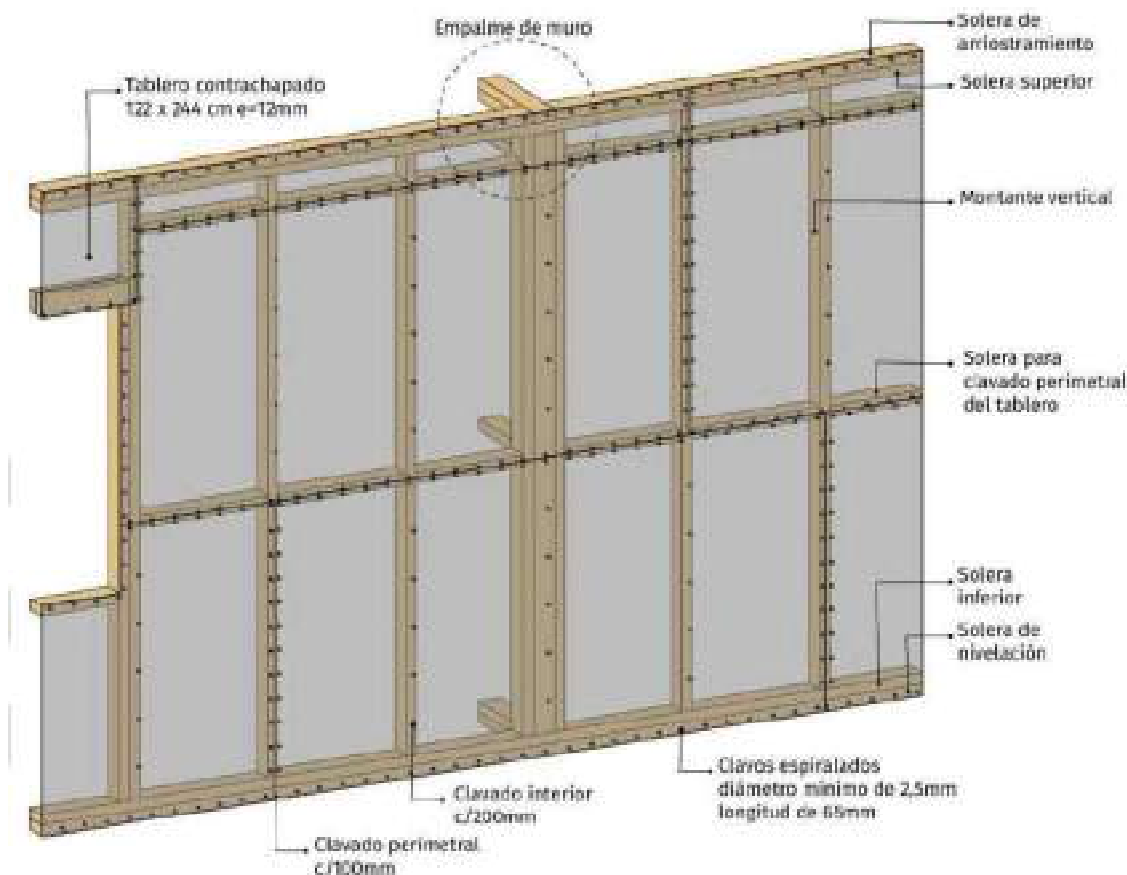 Empalme de muro
Solera de
arriostramiento
Solera superior
Tablero contrachapado
122 x 244 cm e=12mm
Montante vertical
Solera para
clavado perimetral
del tablero
Solera
inferior
Solera de
nivelación
Clavos espiralados
diámetro mínimo de 2,5mm
longitud de 65mm
Clavado interior
c/200mm
Clavado perimetral
c/100mm